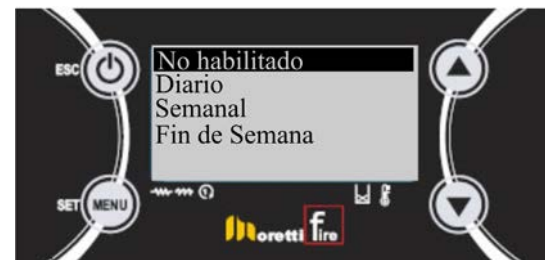 ESC
No habilitado
Diario
Semanal
Fin de Semana
SET MENU
Moretti fire